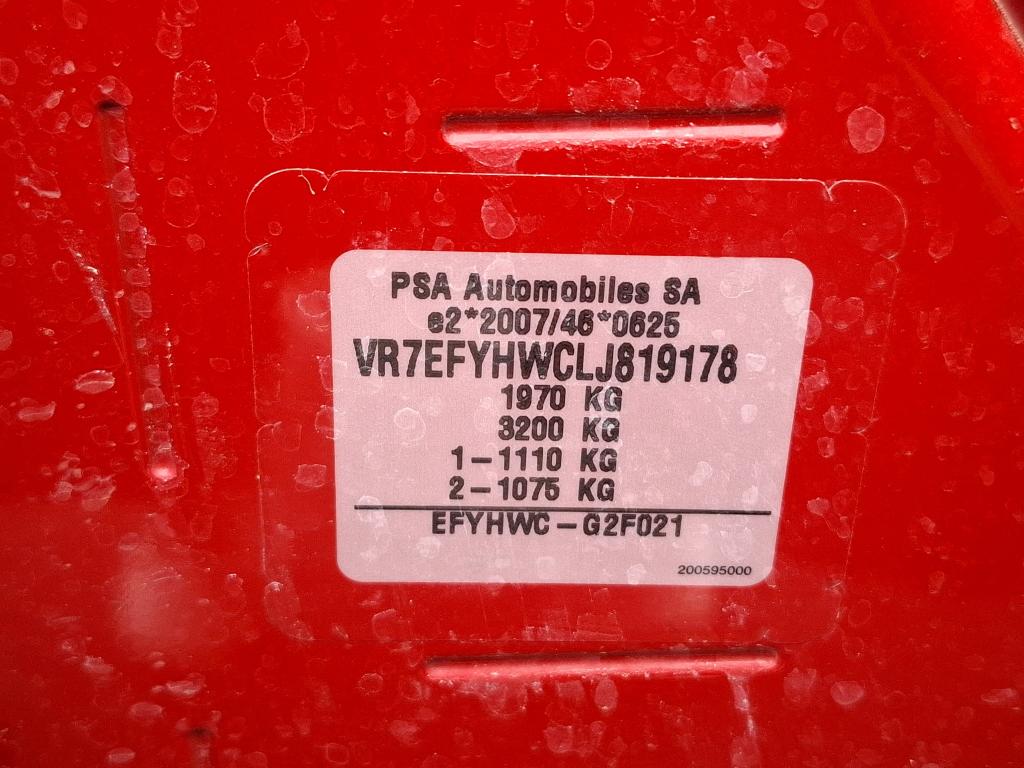 PSA Automobiles SA
e2*2007/46*0625
VR7EFYHWCLJ819178
1970 KG
3200 KG
1-1110 KG
2-1075 KG
EFYHWC-G2F021
200595000